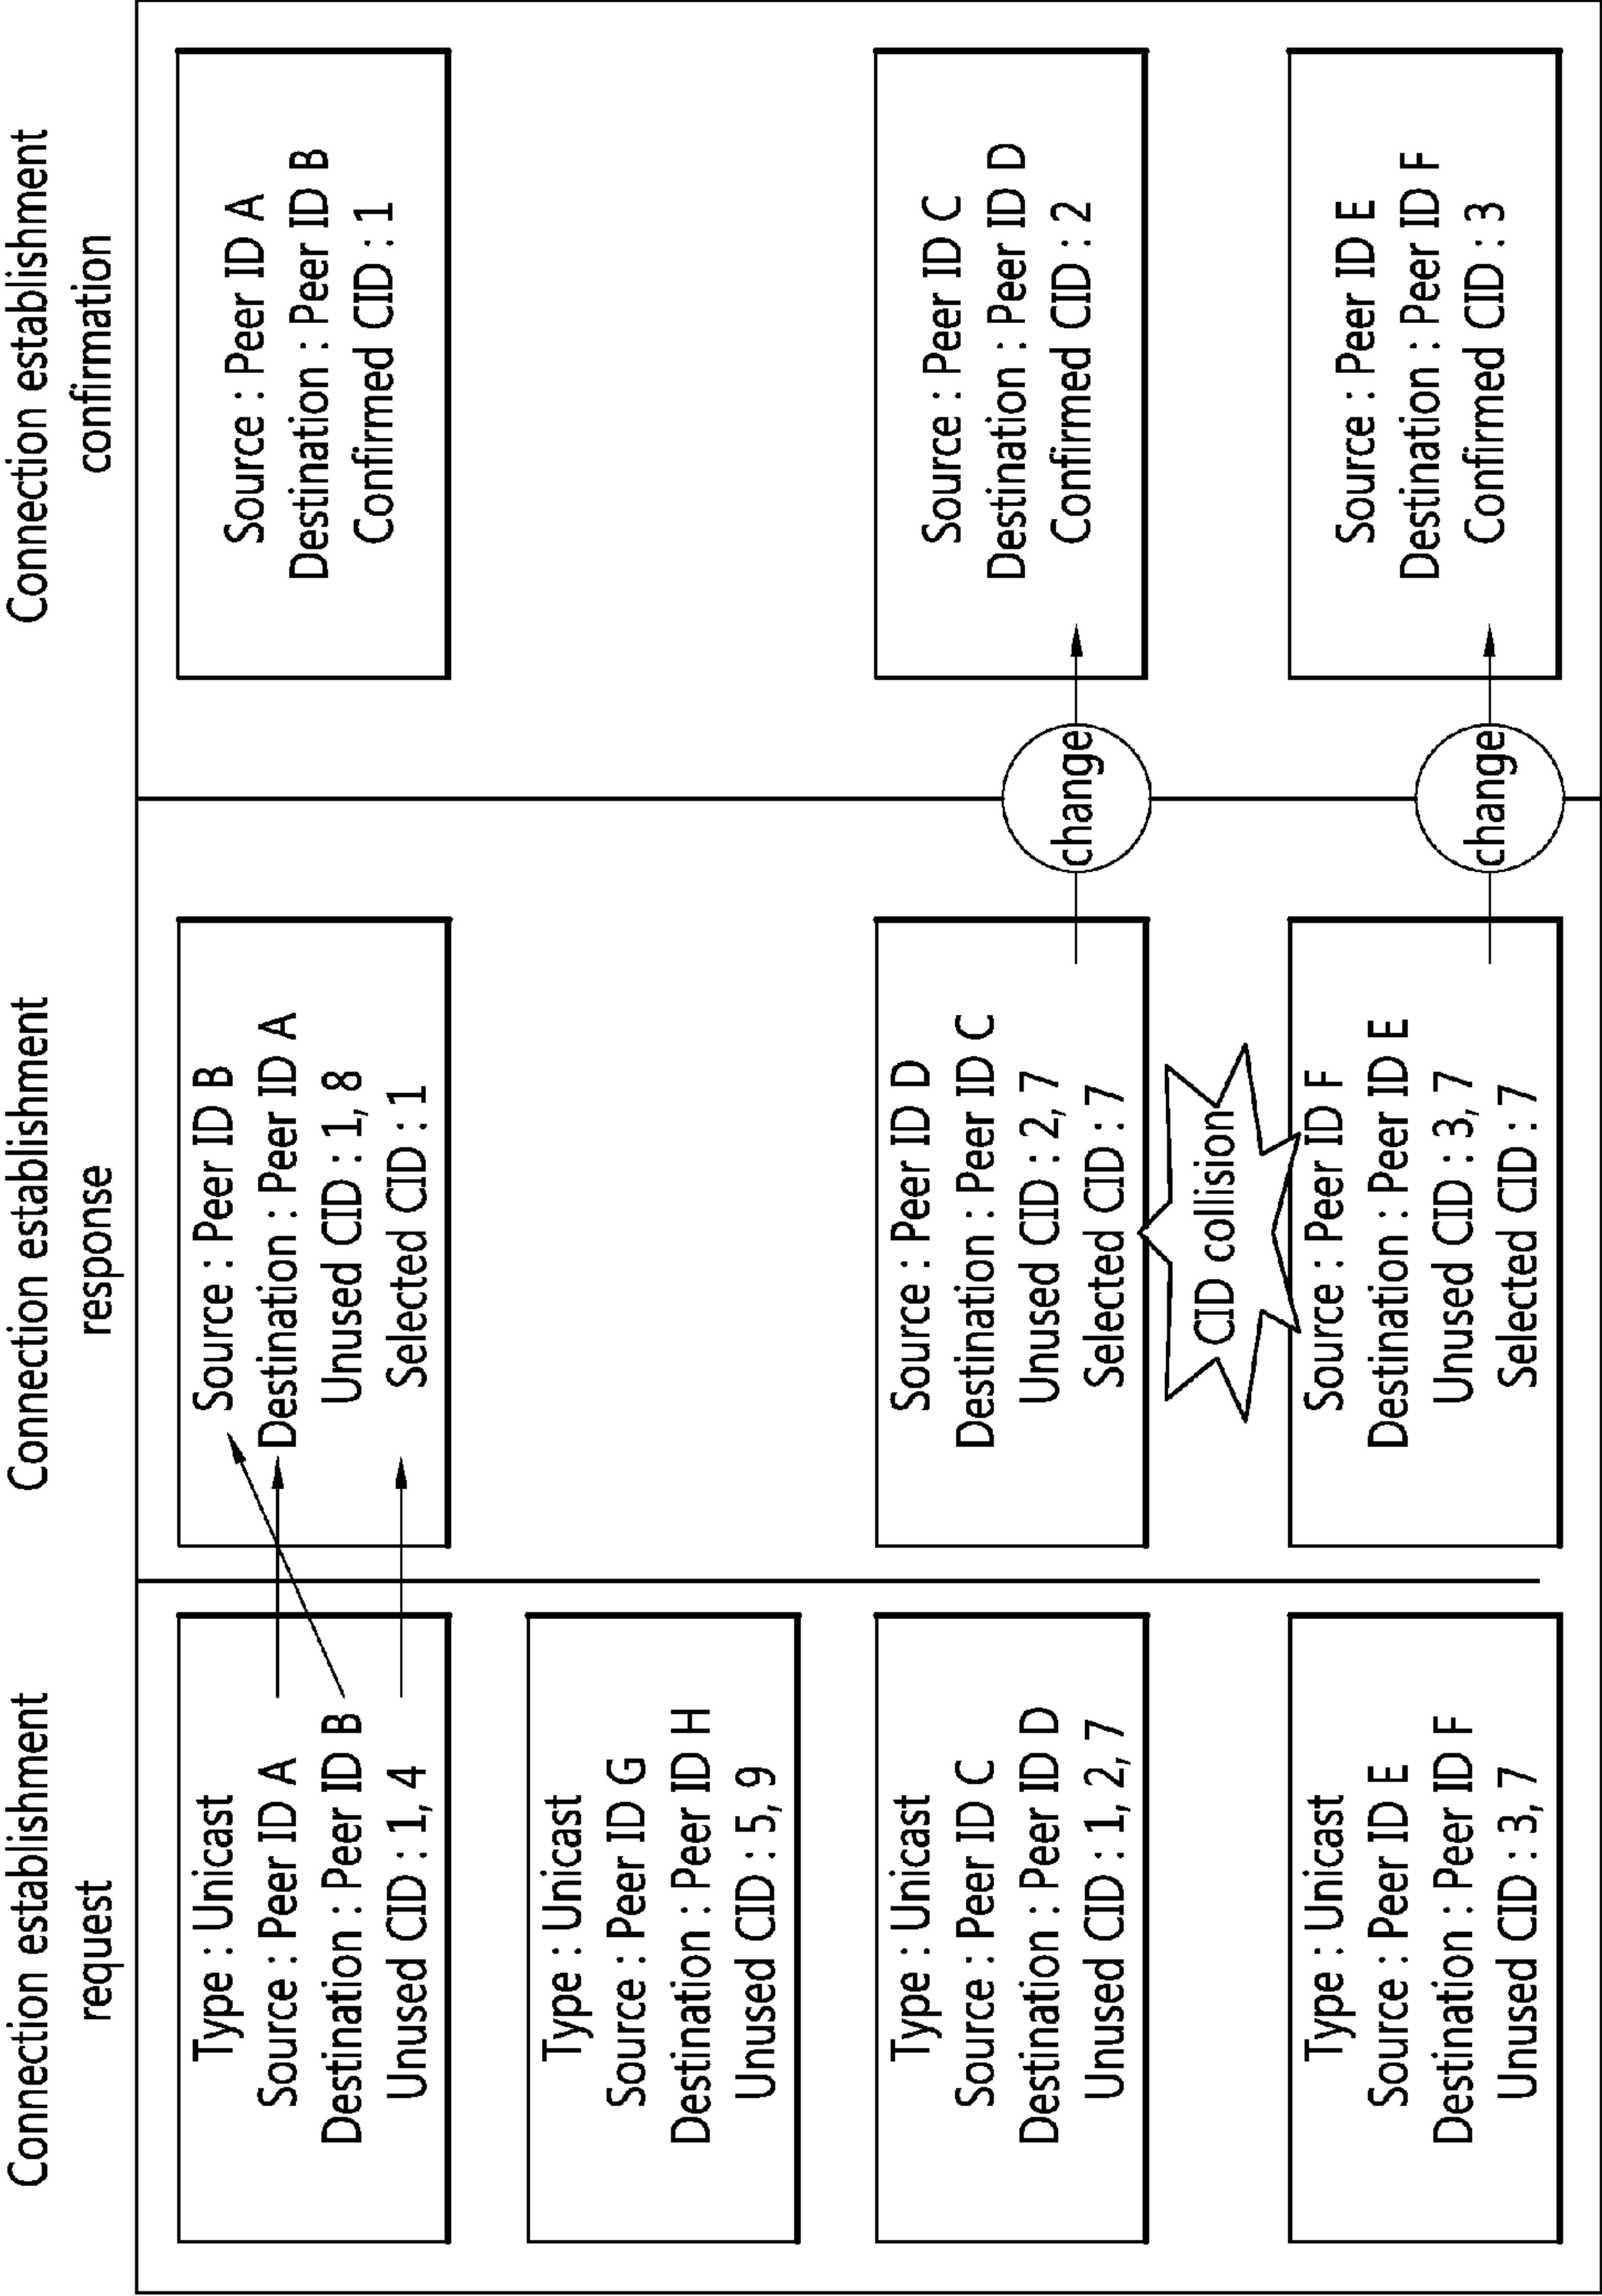 Connection establishment
request
Connection establishment
response
Connection establishment
confirmation
Type : Unicast
Source : Peer ID A
Destination : Peer ID B
Unused CID : 1, 4
Source : Peer ID B
Destination : Peer ID A
Unused CID : 1, 8
Selected CID : 1
Source : Peer ID A
Destination : Peer ID B
Confirmed CID : 1
Type : Unicast
Source : Peer ID G
Destination : Peer ID H
Unused CID : 5, 9
Type : Unicast
Source : Peer ID C
Destination : Peer ID D
Unused CID : 1, 2, 7
Source : Peer ID D
Destination : Peer ID C
Unused CID : 2, 7
Selected CID : 7
change
Source : Peer ID C
Destination : Peer ID D
Confirmed CID : 2
CID collision
Type : Unicast
Source : Peer ID E
Destination : Peer ID F
Unused CID : 3, 7
Source : Peer ID F
Destination : Peer ID E
Unused CID : 3, 7
Selected CID : 7
change
Source : Peer ID E
Destination : Peer ID F
Confirmed CID : 3